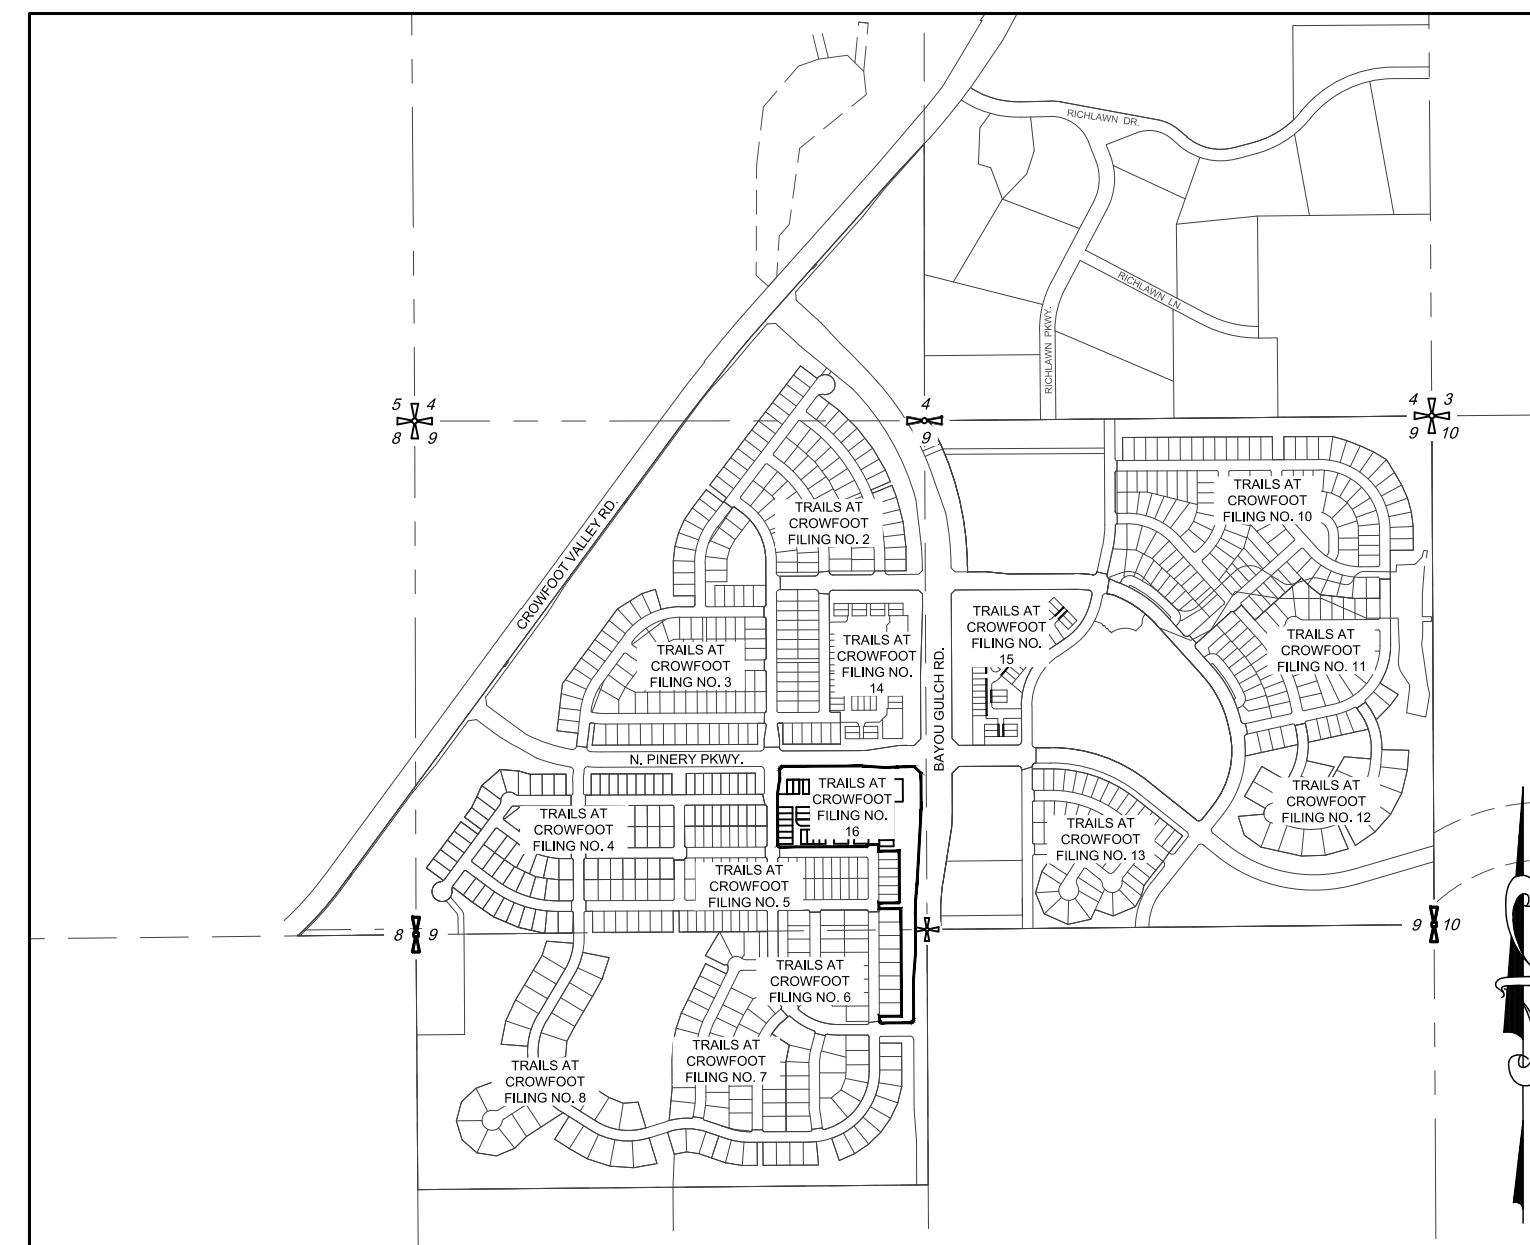 RICHLAWN DR.
RICHLAWN LN.
RICHLAWN PKWY.
5 4
8 9
4
9
4 3
9 10
CROWFOOT VALLEY RD.
TRAILS AT
CROWFOOT
FILING NO. 2
TRAILS AT
CROWFOOT
FILING NO. 10
TRAILS AT
CROWFOOT
FILING NO. 3
TRAILS AT
CROWFOOT
FILING NO.
14
BAYOU GULCH RD.
TRAILS AT
CROWFOOT
FILING NO.
15
TRAILS AT
CROWFOOT
FILING NO. 11
N. PINERY PKWY.
TRAILS AT
CROWFOOT
FILING NO. 4
TRAILS AT
CROWFOOT
FILING NO.
16
TRAILS AT
CROWFOOT
FILING NO. 13
TRAILS AT
CROWFOOT
FILING NO. 12
TRAILS AT
CROWFOOT
FILING NO. 5
8 9
9 10
TRAILS AT
CROWFOOT
FILING NO. 6
TRAILS AT
CROWFOOT
FILING NO. 7
TRAILS AT
CROWFOOT
FILING NO. 8